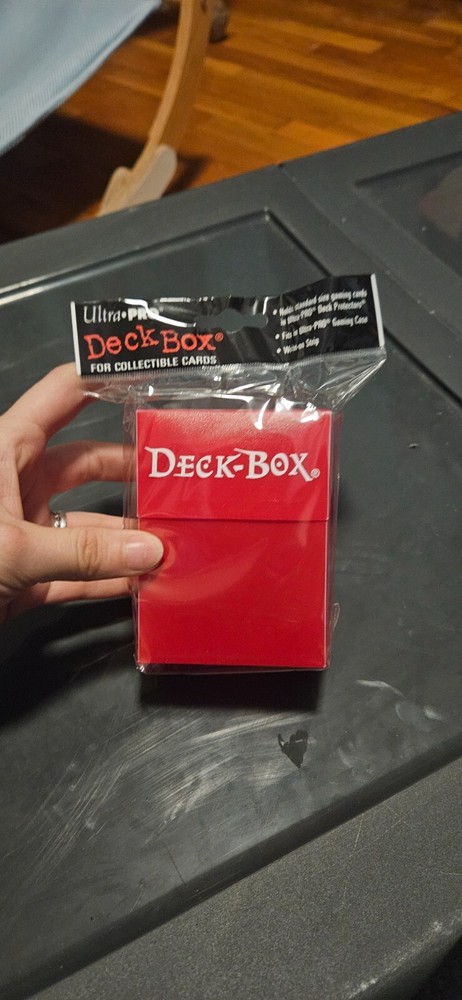 Ultra•PRO
Deck Box®
FOR COLLECTIBLE CARDS
• Holds standard size gaming cards
in Ultra PRO® Deck Protectors®
• Fits in Ultra-PRO® Gaming Case
• Write-on Strip
DECK-BOX®